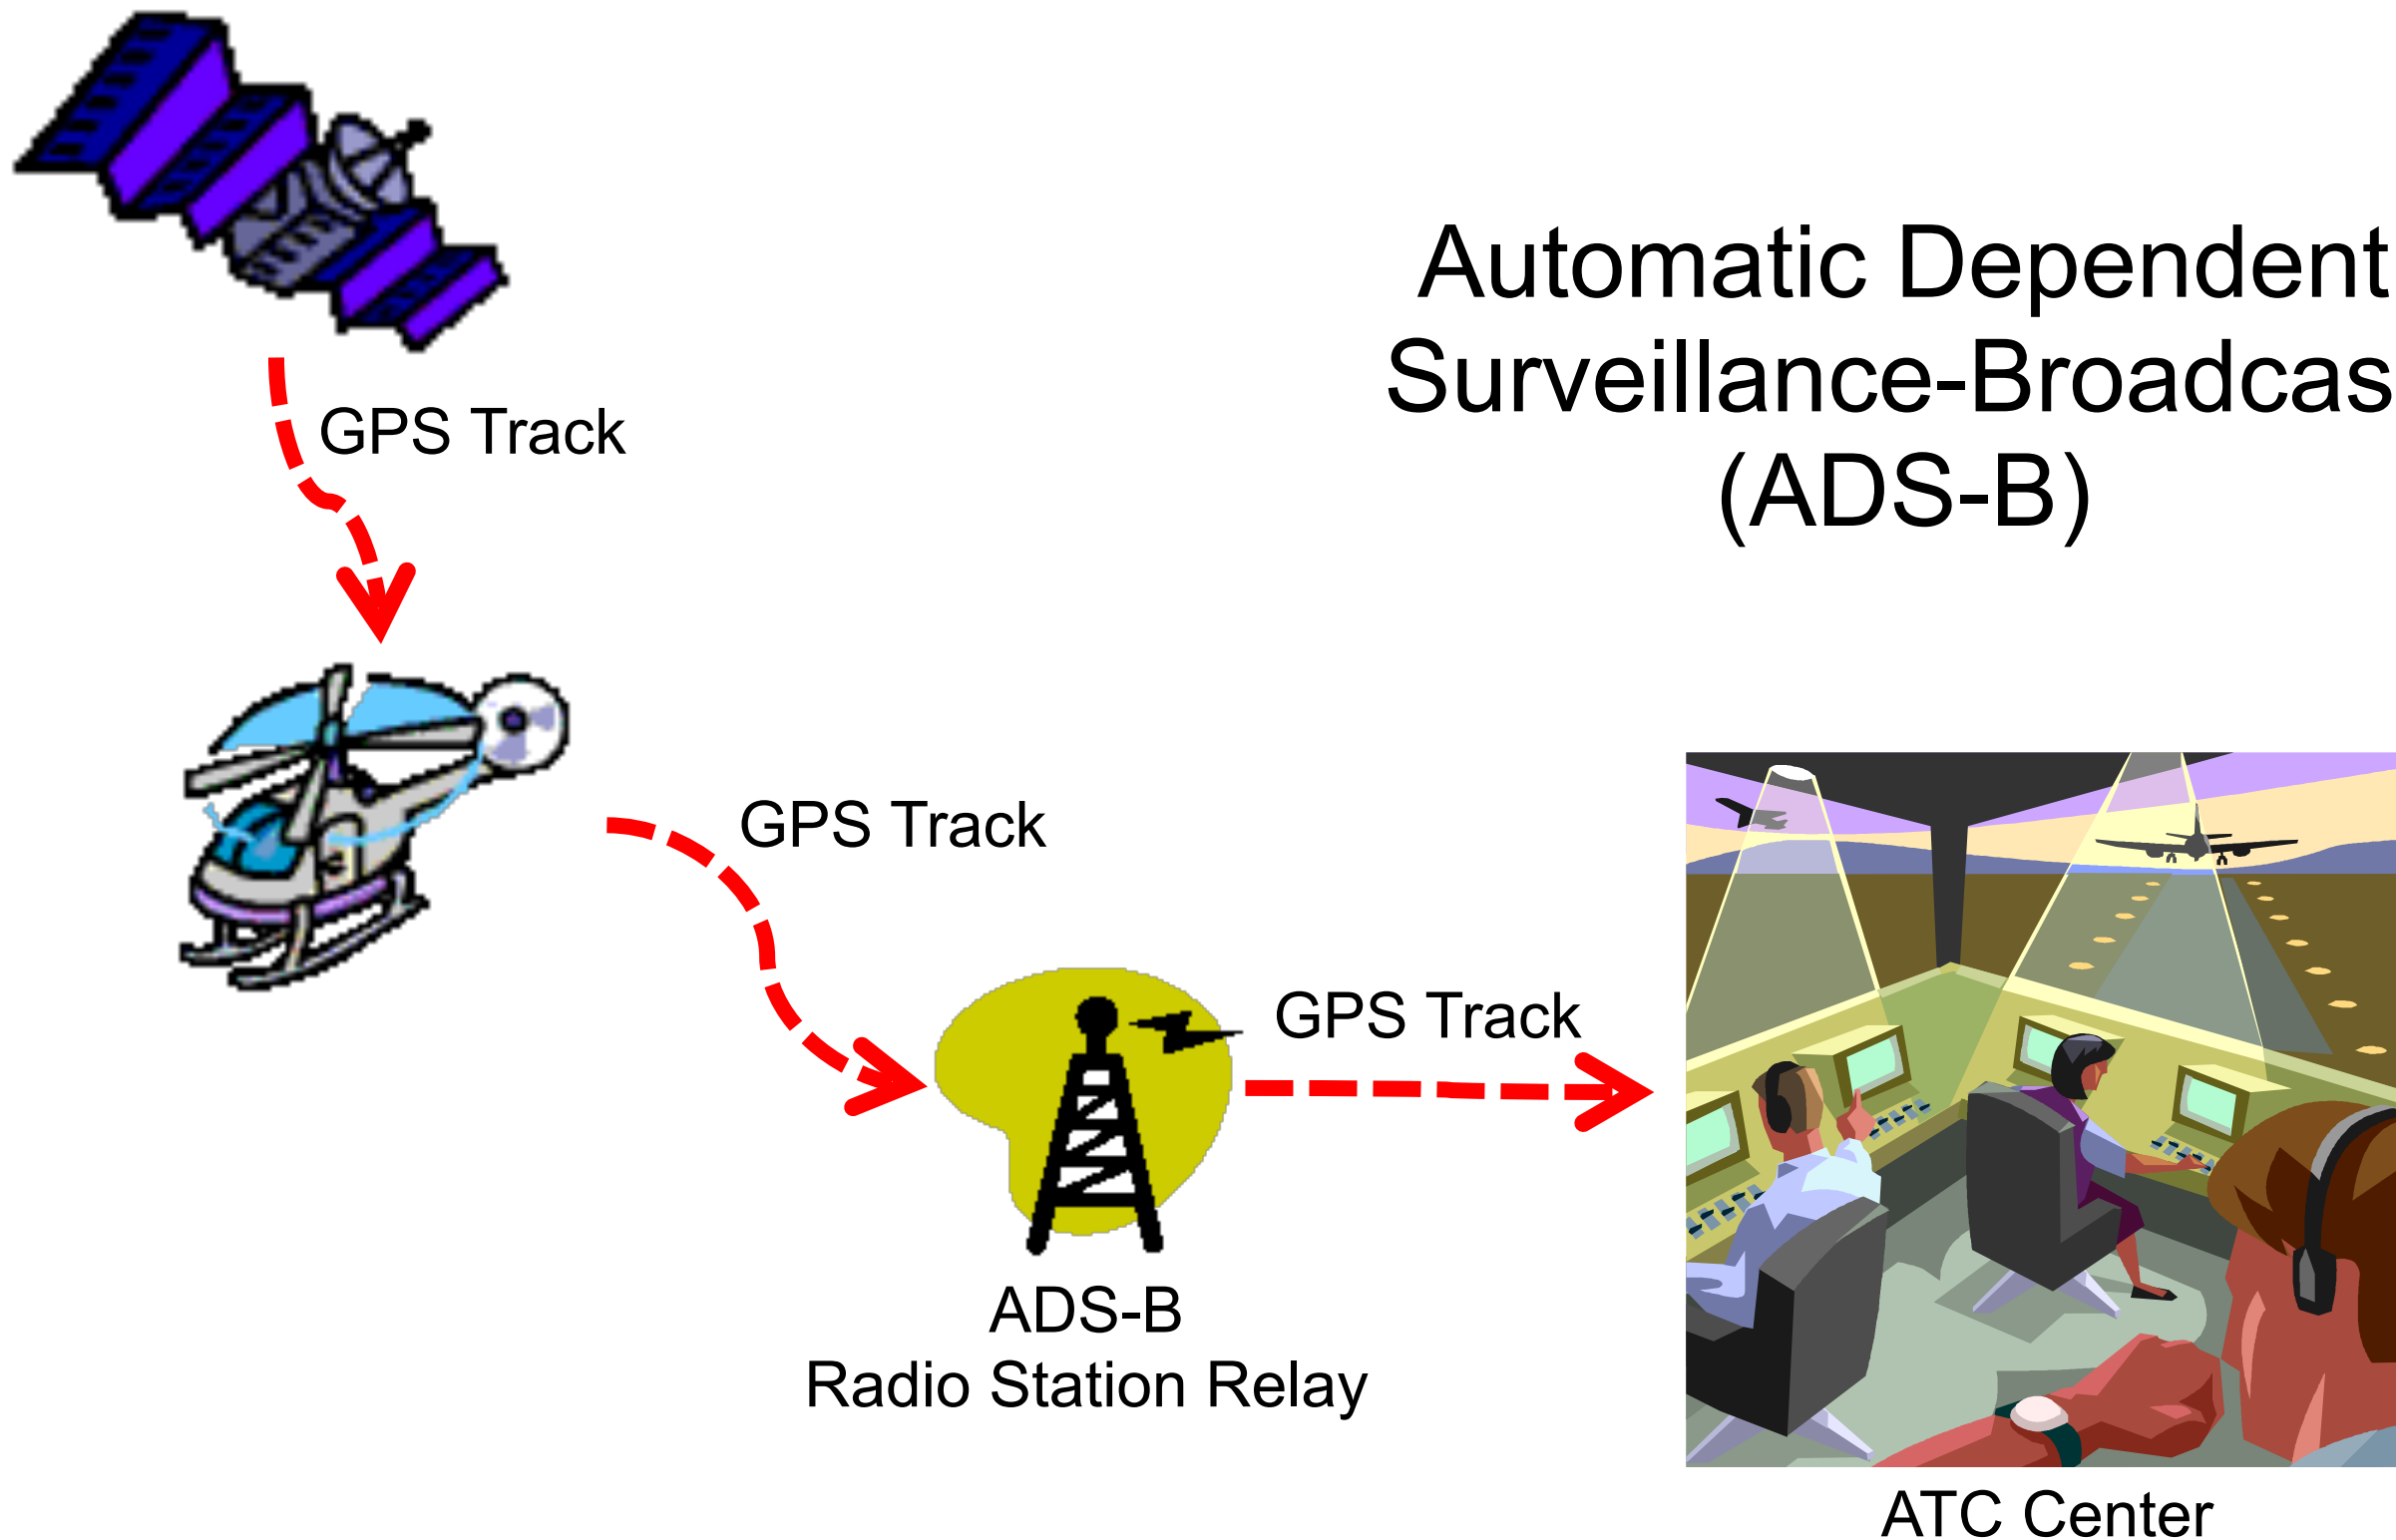 Automatic Dependent
Surveillance-Broadcas
(ADS-B)
GPS Track
GPS Track
GPS Track
ADS-B
Radio Station Relay
ATC Center